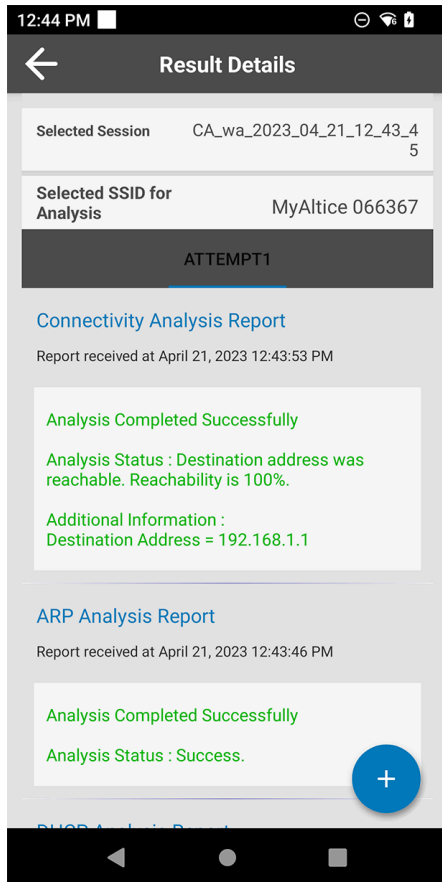 12:44 PM
Result Details
Selected Session
CA_wa_2023_04_21_12_43_4
5
Selected SSID for
Analysis
MyAltice 066367
ATTEMPT1
Connectivity Analysis Report
Report received at April 21, 2023 12:43:53 PM
Analysis Completed Successfully
Analysis Status : Destination address was
reachable. Reachability is 100%.
Additional Information :
Destination Address = 192.168.1.1
ARP Analysis Report
Report received at April 21, 2023 12:43:46 PM
Analysis Completed Successfully
Analysis Status : Success.
+
DHCP Analysis Report